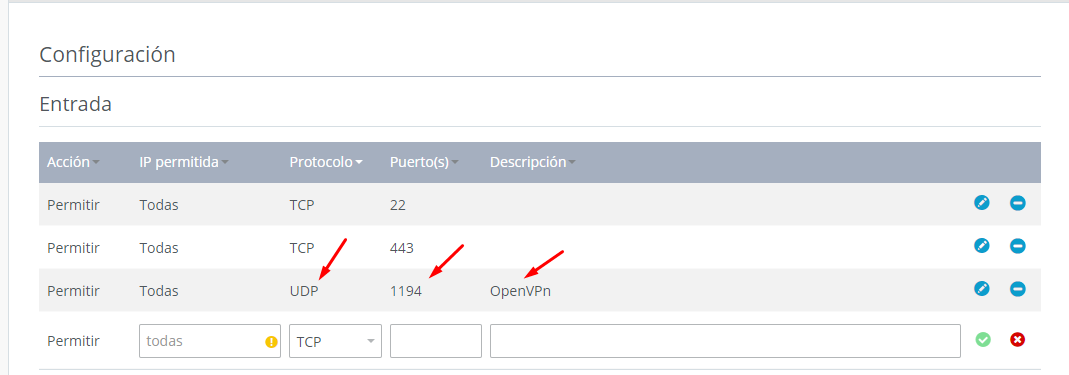 Configuración
Entrada
Acción IP permitida Protocolo Puerto(s) Descripción
Permitir Todas TCP 22
Permitir Todas TCP 443
Permitir Todas UDP 1194 OpenVPn
Permitir todas TCP